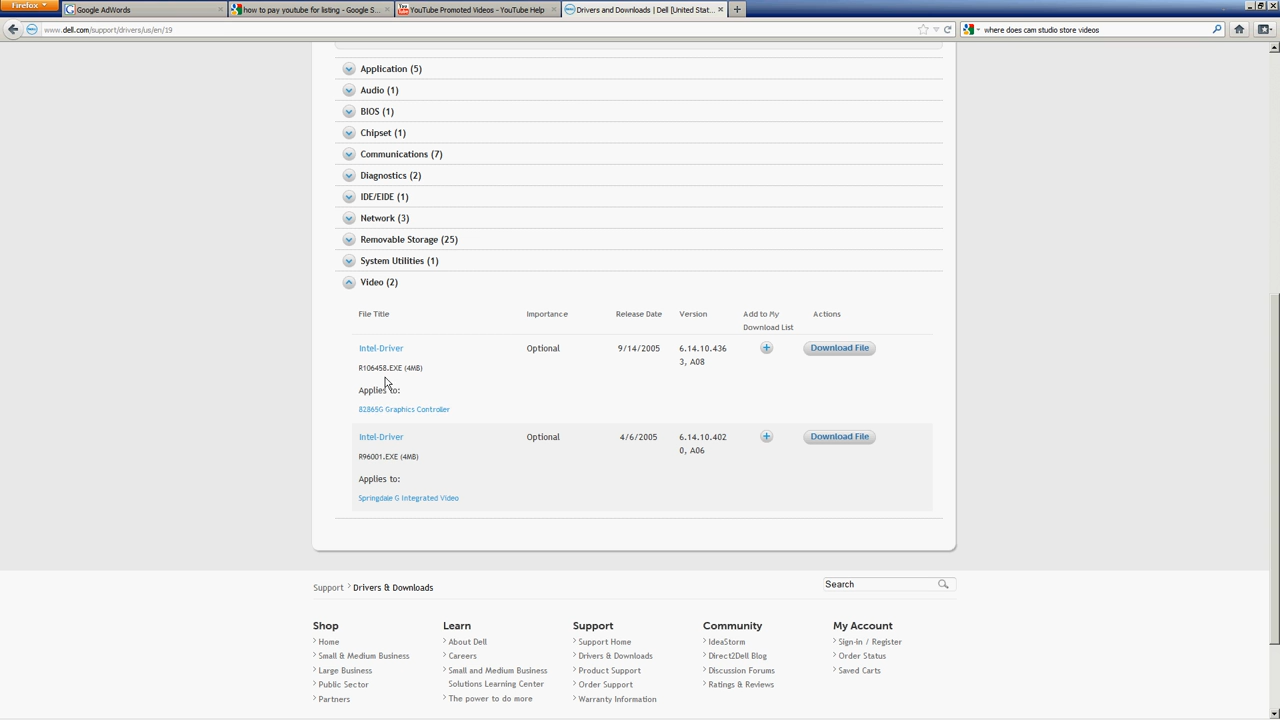 Firefox
Google AdWords
how to pay youtube for listing - Google S...
YouTube Promoted Videos - YouTube Help
Drivers and Downloads | Dell [United Stat...
www.dell.com/support/drivers/us/en/19
where does cam studio store videos
Application (5)
Audio (1)
BIOS (1)
Chipset (1)
Communications (7)
Diagnostics (2)
IDE/EIDE (1)
Network (3)
Removable Storage (25)
System Utilities (1)
Video (2)
File Title
Importance
Release Date
Version
Add to My
Download List
Actions
Intel-Driver
Optional
9/14/2005
6.14.10.436
3, A08
Download File
R106458.EXE (4MB)
Applies to:
82865G Graphics Controller
Intel-Driver
Optional
4/6/2005
6.14.10.402
0, A06
Download File
R96001.EXE (4MB)
Applies to:
Springdale G Integrated Video
Support > Drivers & Downloads
Search
Shop
Home
Small & Medium Business
Large Business
Public Sector
Partners
Learn
About Dell
Careers
Small and Medium Business
Solutions Learning Center
The power to do more
Support
Support Home
Drivers & Downloads
Product Support
Order Support
Warranty Information
Community
IdeaStorm
Direct2Dell Blog
Discussion Forums
Ratings & Reviews
My Account
Sign-in / Register
Order Status
Saved Carts